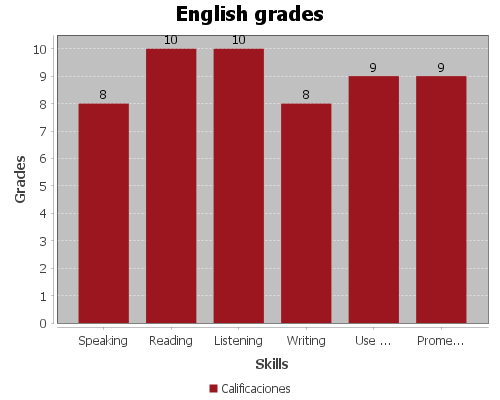 English grades
10
9
8
7
6
5
4
3
2
1
0
Grades
8
10
10
8
9
9
Speaking
Reading
Listening
Writing
Use ...
Prome...
Skills
Calificaciones